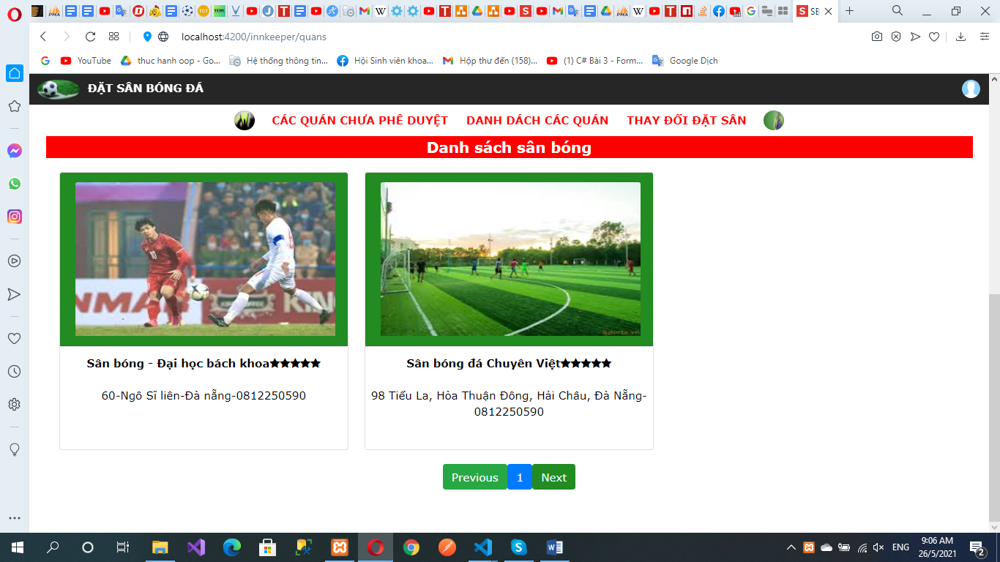 SE
localhost:4200/innkeeper/quans
YouTube
thuc hanh oop - Go...
Hệ thống thông tin...
Hội Sinh viên khoa...
Hộp thư đến (158)...
(1) C# Bài 3 - Form...
Google Dịch
ĐẶT SÂN BÓNG ĐÁ
CÁC QUÁN CHƯA PHÊ DUYỆT
DANH DÁCH CÁC QUÁN
THAY ĐỔI ĐẶT SÂN
Danh sách sân bóng
Sân bóng - Đại học bách khoa★★★★★
60-Ngô Sĩ liên-Đà nẵng-0812250590
Sân bóng đá Chuyên Việt★★★★★
98 Tiểu La, Hòa Thuận Đông, Hải Châu, Đà Nẵng-
0812250590
Previous
1
Next
ENG
9:06 AM
26/5/2021
2